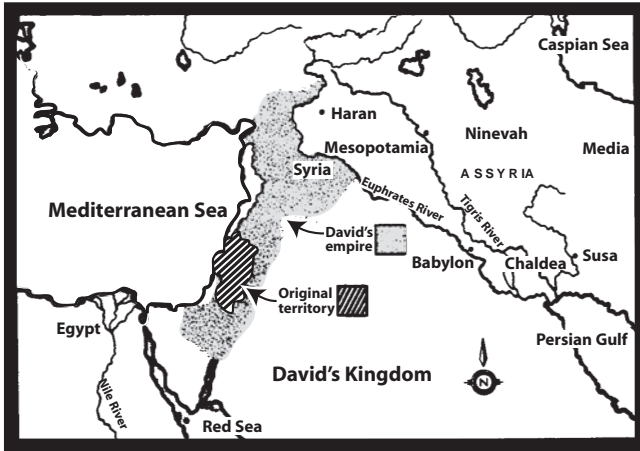 Caspian Sea
Haran
Ninevah
Mesopotamia
Media
Syria
ASSYRIA
Euphrates River
Tigris River
Mediterranean Sea
David's
empire
Babylon
Chaldea
Susa
Original
territory
Egypt
Persian Gulf
David's Kingdom
N
Nile River
Red Sea